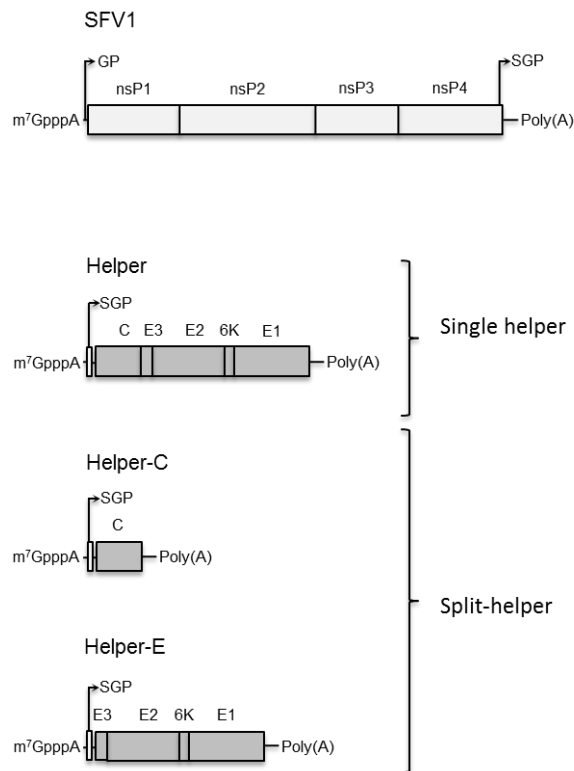 SFV1
GP SGP
nsP1 nsP2 nsP3 nsP4
m⁷GpppA Poly(A)
Helper
SGP
C E3 E2 6K E1
m⁷GpppA Poly(A)
Single helper
Helper-C
SGP
C
m⁷GpppA Poly(A)
Split-helper
Helper-E
SGP
E3 E2 6K E1
m⁷GpppA Poly(A)